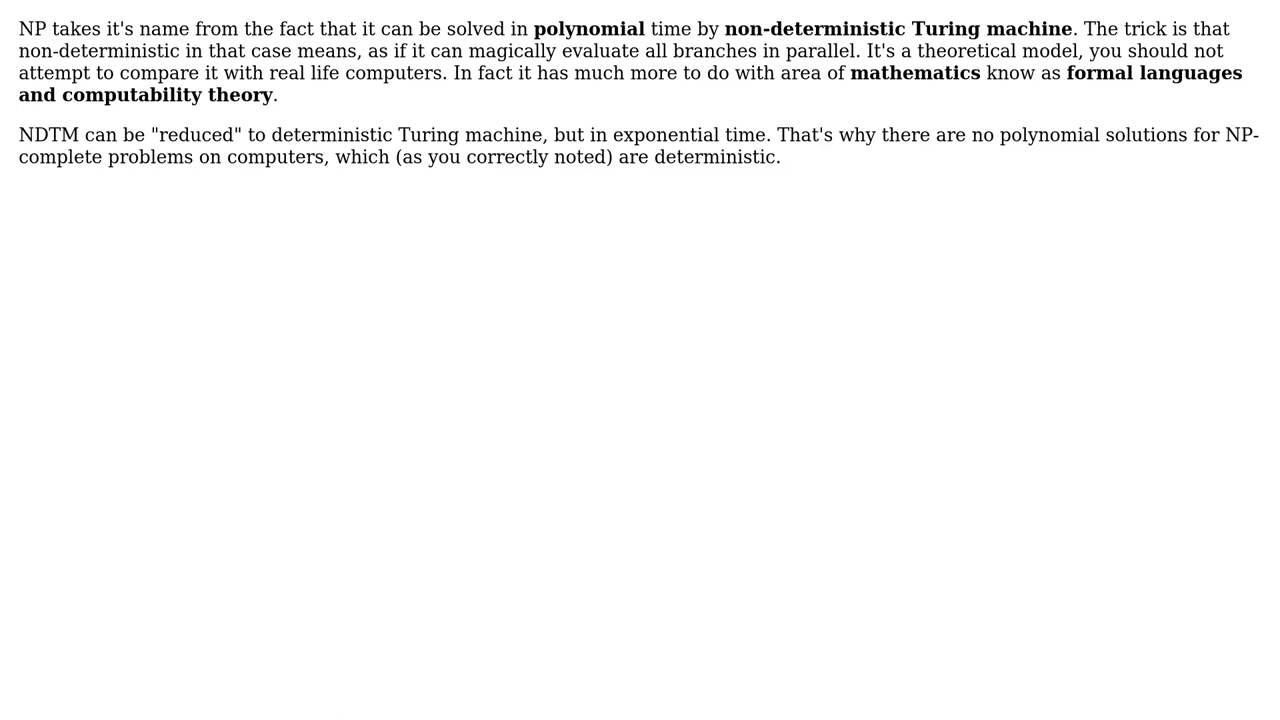 NP takes it's name from the fact that it can be solved in polynomial time by non-deterministic Turing machine. The trick is that
non-deterministic in that case means, as if it can magically evaluate all branches in parallel. It's a theoretical model, you should not
attempt to compare it with real life computers. In fact it has much more to do with area of mathematics know as formal languages
and computability theory.
NDTM can be "reduced" to deterministic Turing machine, but in exponential time. That's why there are no polynomial solutions for NP-
complete problems on computers, which (as you correctly noted) are deterministic.